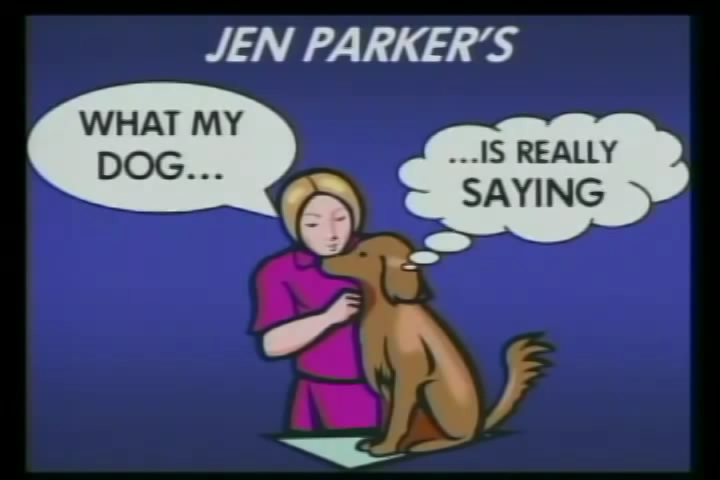 JEN PARKER'S
WHAT MY
DOG...
...IS REALLY
SAYING